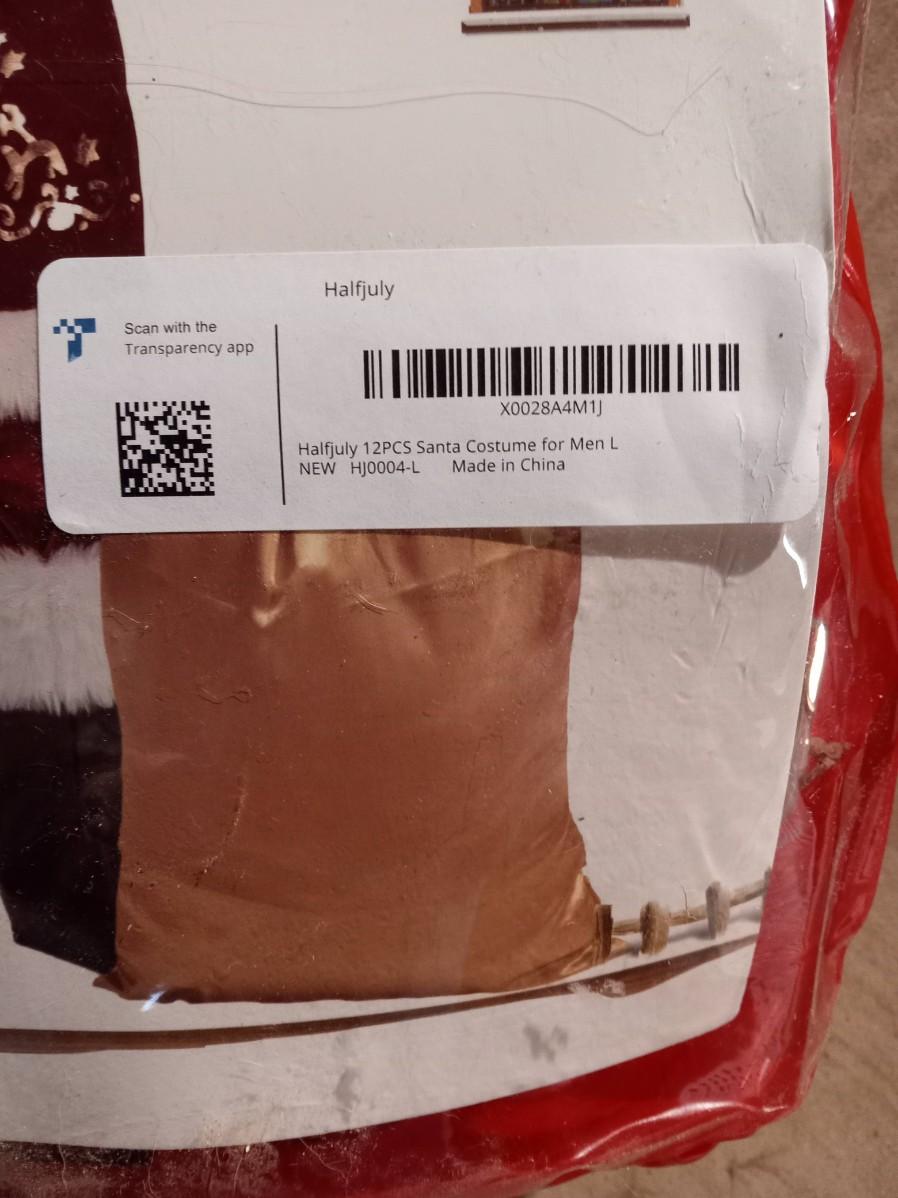 Halfjuly
Scan with the
Transparency app
X0028A4M1J
Halfjuly 12PCS Santa Costume for Men L
NEW HJ0004-L Made in China